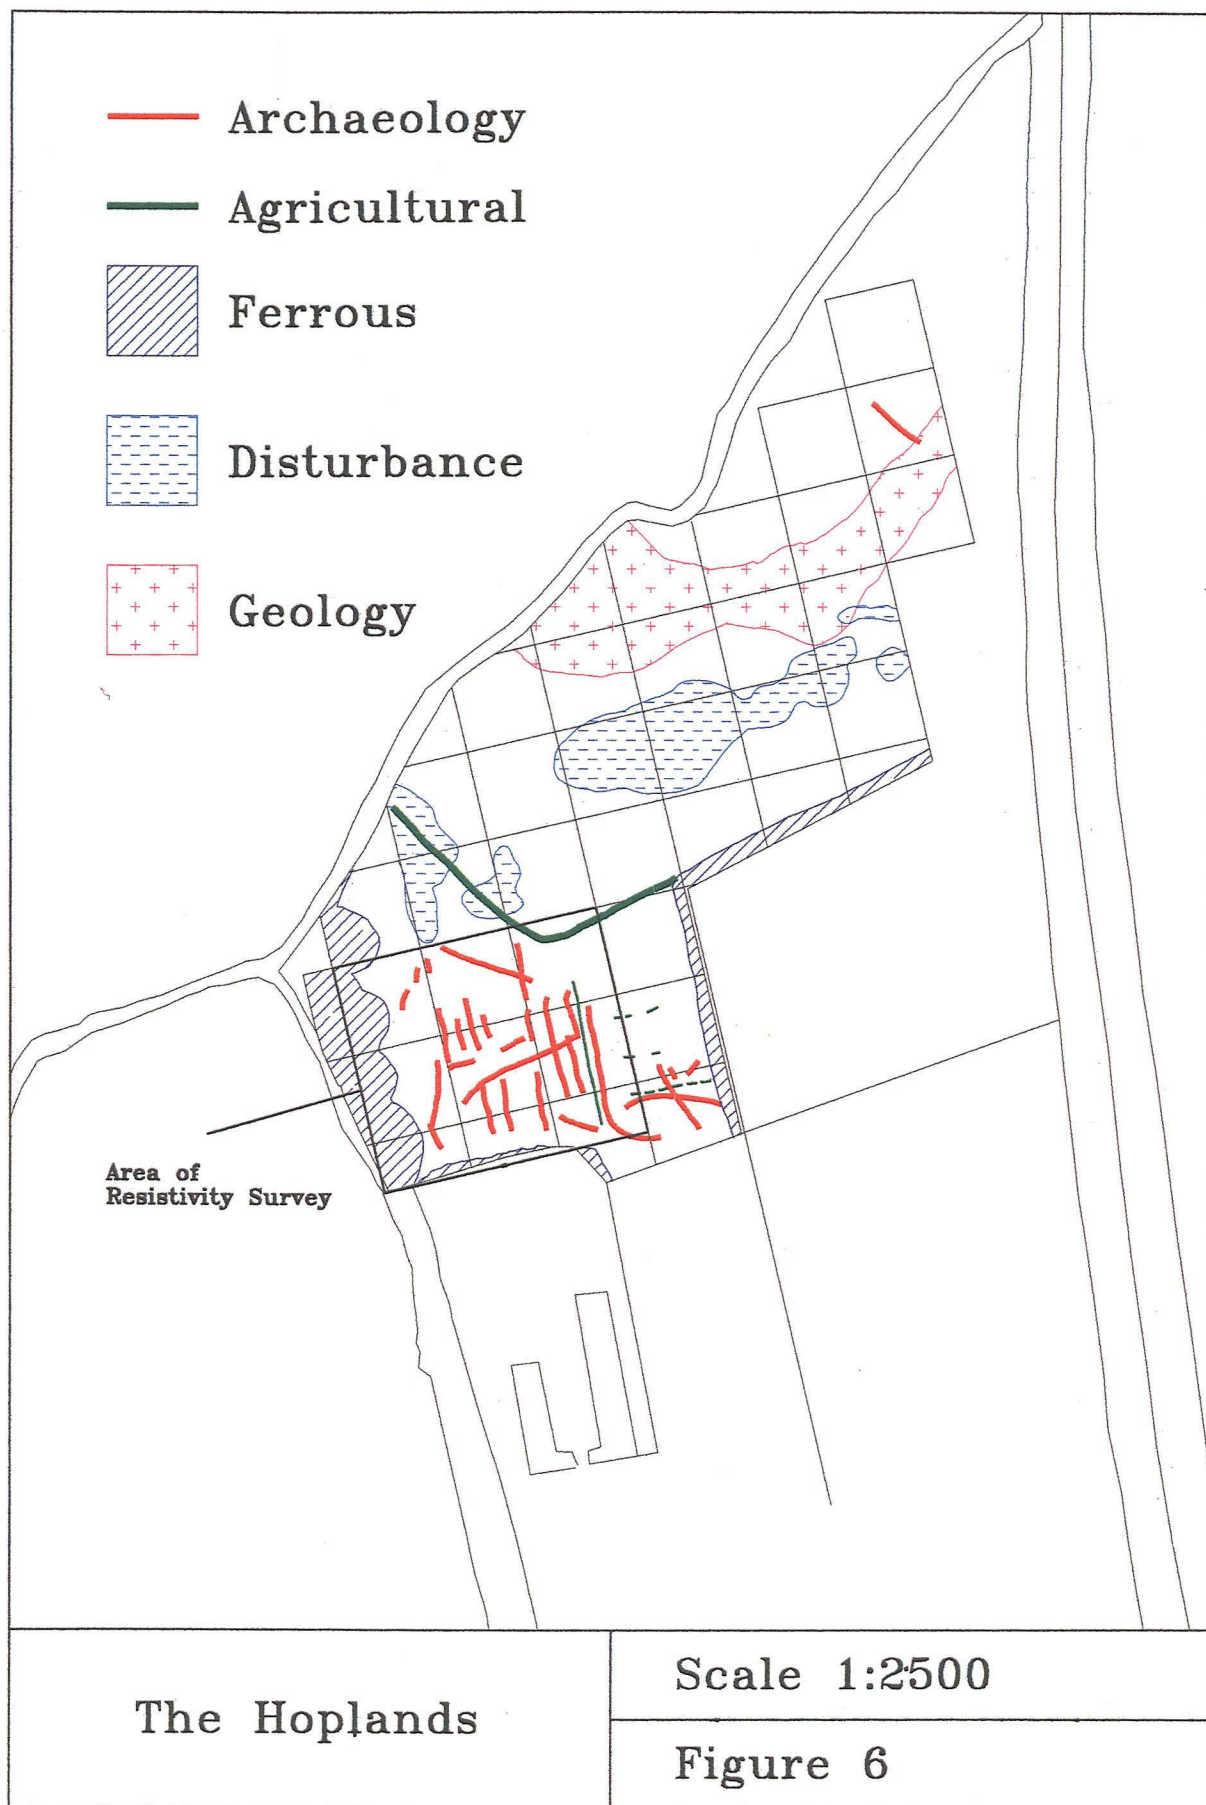 Archaeology
Agricultural
Ferrous
Disturbance
Geology
Area of
Resistivity Survey
The Hoplands
Scale 1:2500
Figure 6